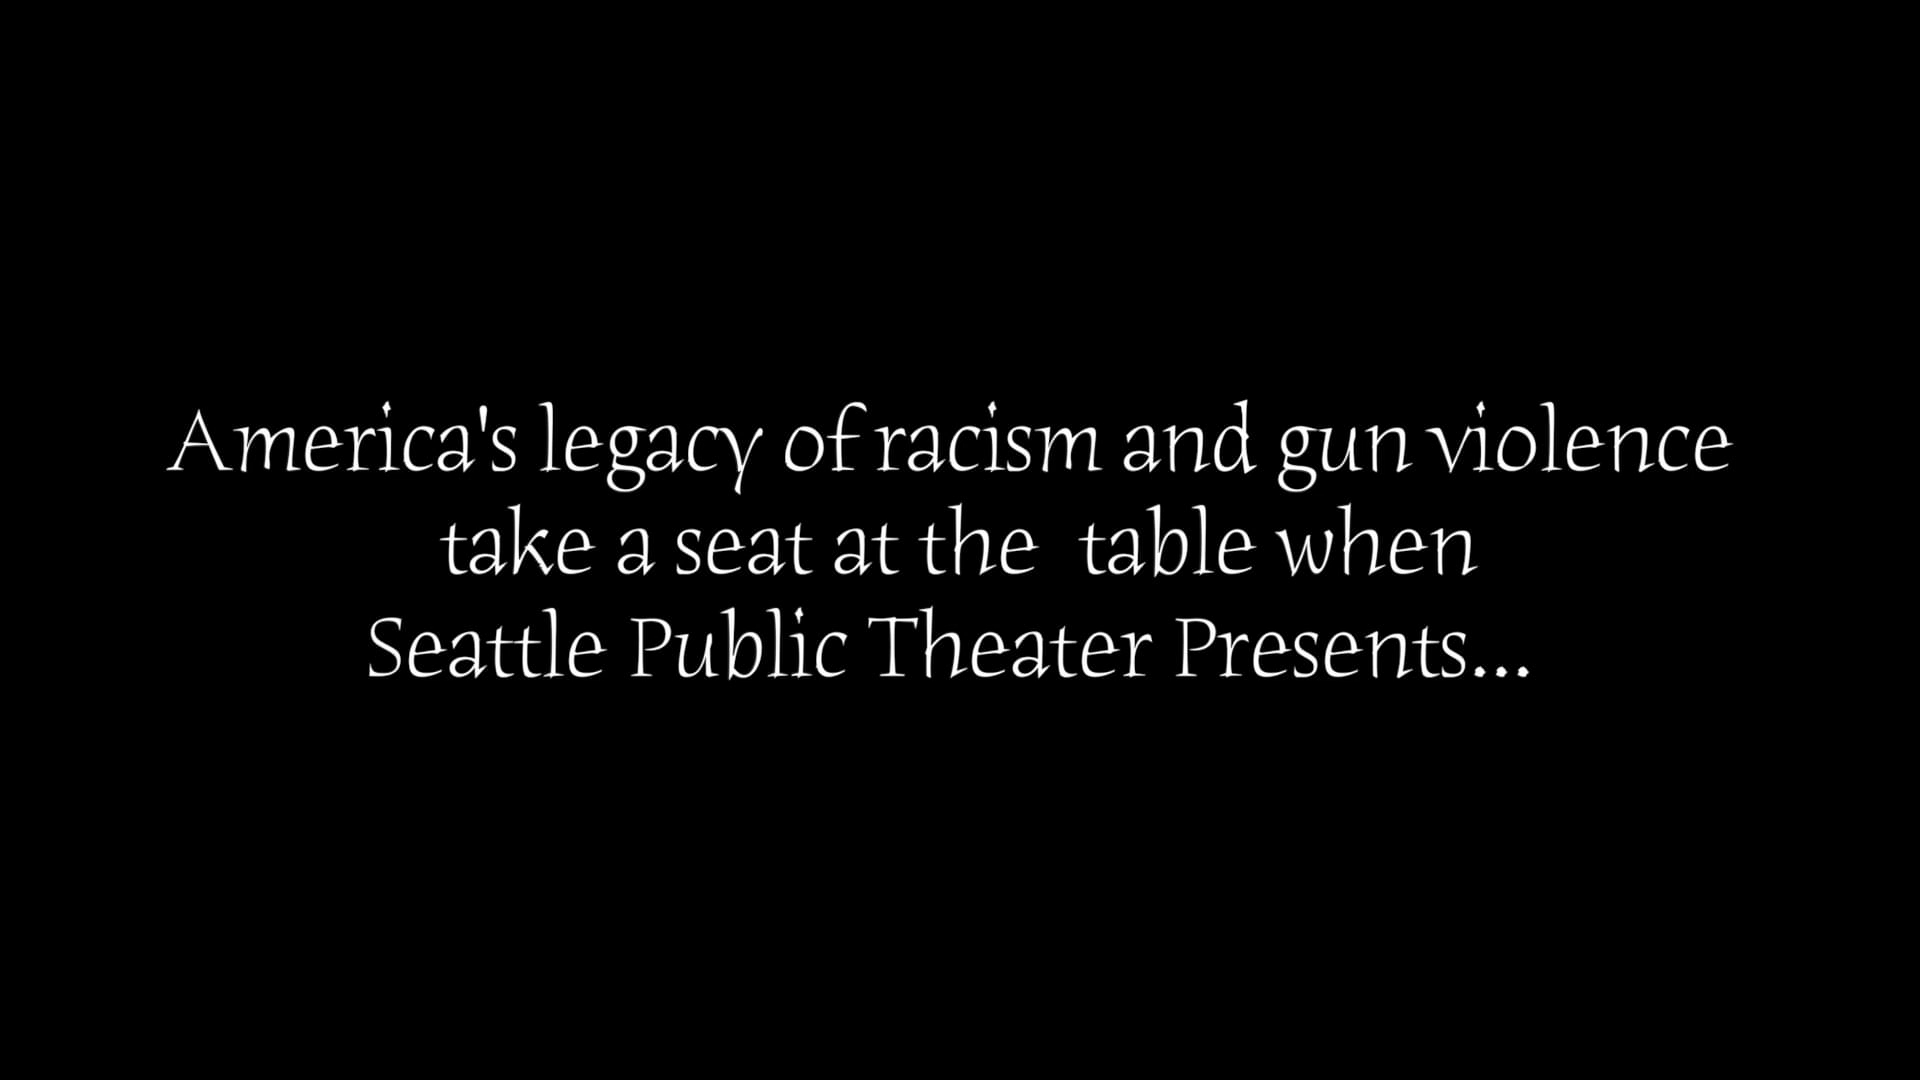 America's legacy of racism and gun violence
take a seat at the  table when
Seattle Public Theater Presents...